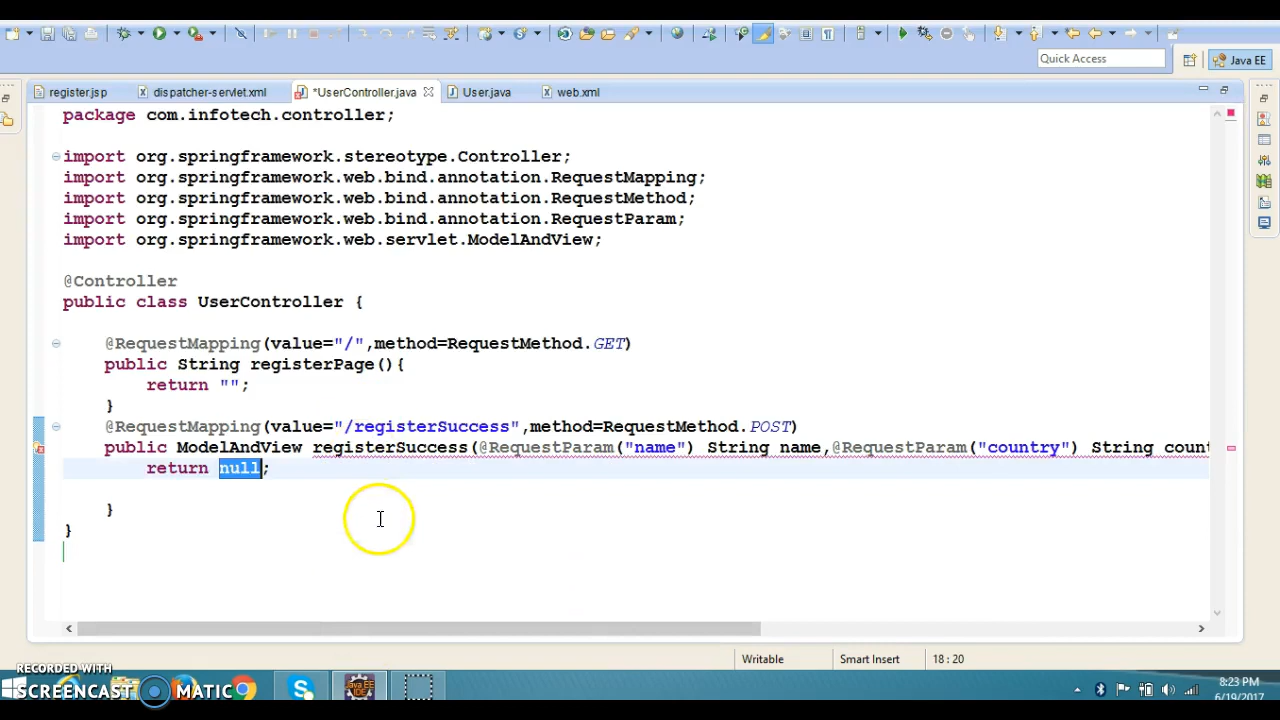 Quick Access
Java EE
register.jsp
dispatcher-servlet.xml
*UserController.java
User.java
web.xml
package com.infotech.controller;
import org.springframework.stereotype.Controller;
import org.springframework.web.bind.annotation.RequestMapping;
import org.springframework.web.bind.annotation.RequestMethod;
import org.springframework.web.bind.annotation.RequestParam;
import org.springframework.web.servlet.ModelAndView;
@Controller
public class UserController {
@RequestMapping(value="/",method=RequestMethod.GET)
public String registerPage(){
return "";
}
@RequestMapping(value="/registerSuccess",method=RequestMethod.POST)
public ModelAndView registerSuccess(@RequestParam("name") String name,@RequestParam("country") String count
return null;
}
}
Writable
Smart Insert
18 : 20
RECORDED WITH
SCREENCAST MATIC
Java EE
IDE
8:23 PM
6/19/2017